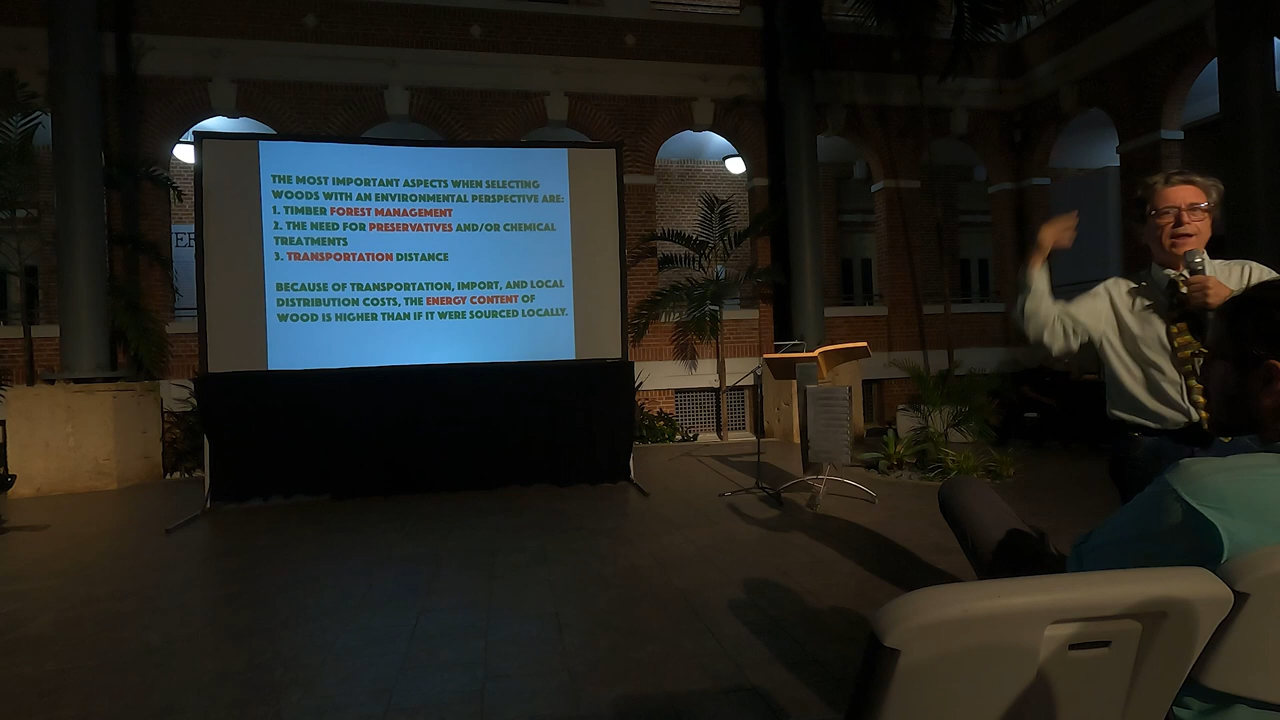 THE MOST IMPORTANT ASPECTS WHEN SELECTING
WOODS WITH AN ENVIRONMENTAL PERSPECTIVE ARE:
1. TIMBER FOREST MANAGEMENT
2. THE NEED FOR PRESERVATIVES AND/OR CHEMICAL
TREATMENTS
3. TRANSPORTATION DISTANCE
BECAUSE OF TRANSPORTATION, IMPORT, AND LOCAL
DISTRIBUTION COSTS, THE ENERGY CONTENT OF
WOOD IS HIGHER THAN IF IT WERE SOURCED LOCALLY.